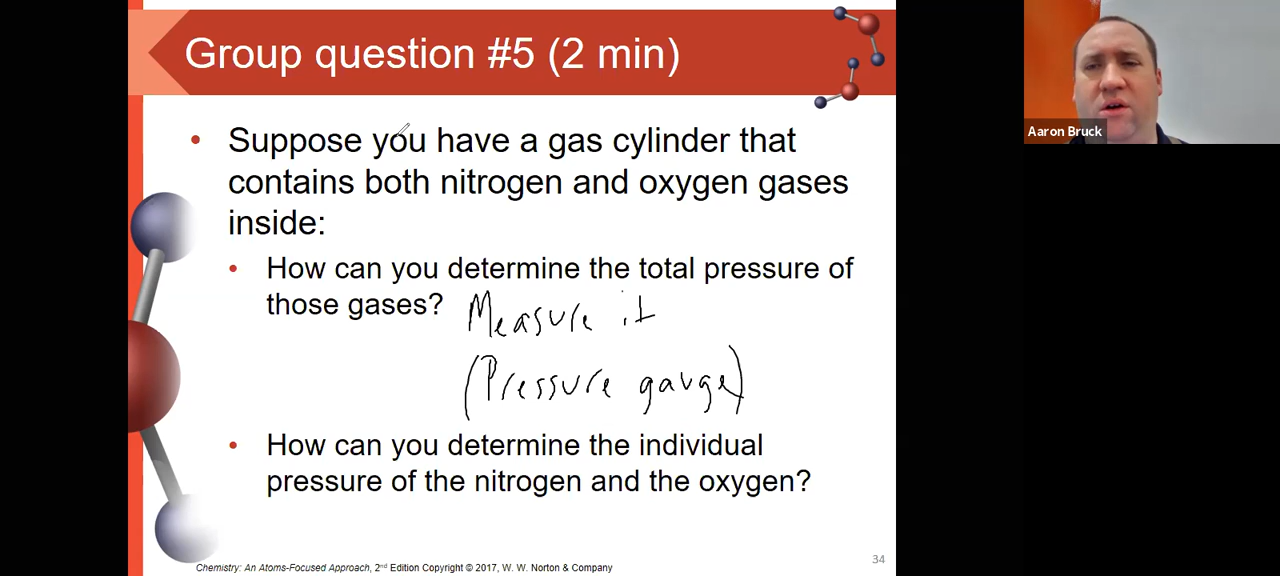 Group question #5 (2 min)
Aaron Bruck
• Suppose you have a gas cylinder that
contains both nitrogen and oxygen gases
inside:
• How can you determine the total pressure of
those gases? Measure it
(Pressure gauge)
• How can you determine the individual
pressure of the nitrogen and the oxygen?
34
Chemistry: An Atoms-Focused Approach, 2nd Edition Copyright © 2017, W. W. Norton & Company